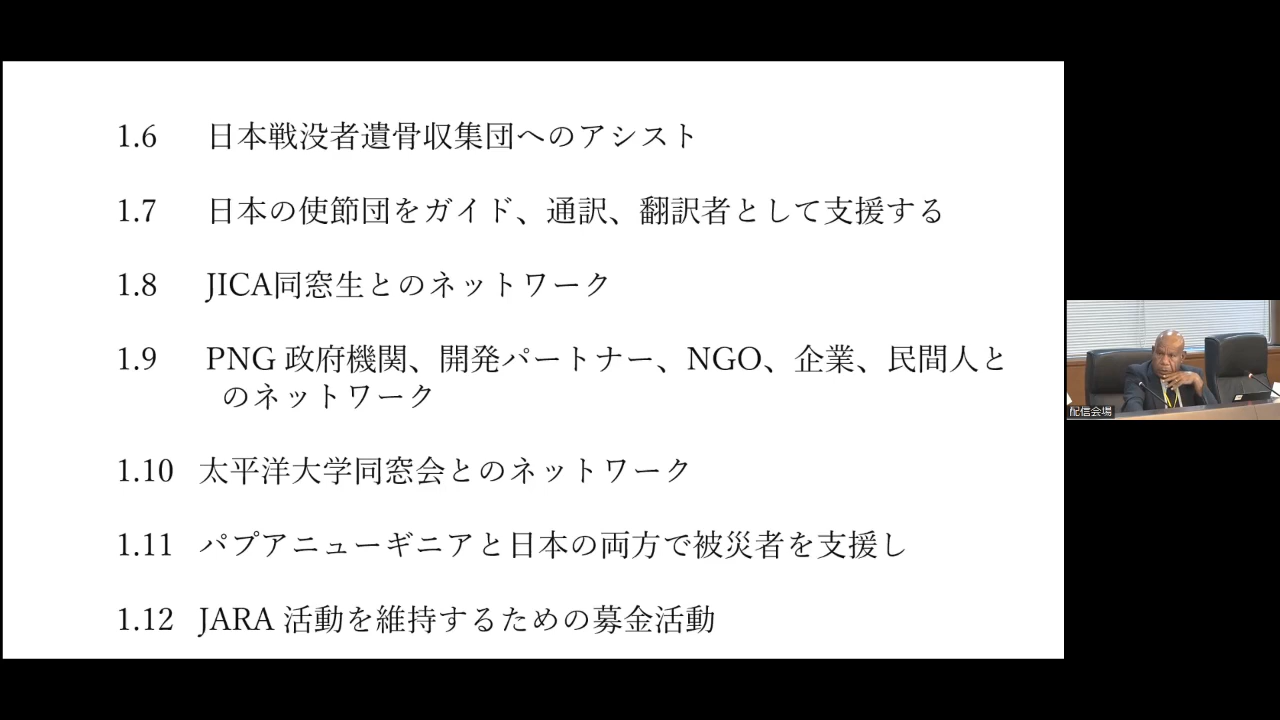 1.6 日本戦没者遺骨収集団へのアシスト
1.7 日本の使節団をガイド、通訳、翻訳者として支援する
1.8 JICA同窓生とのネットワーク
1.9 PNG 政府機関、開発パートナー、NGO、企業、民間人と
のネットワーク
1.10 太平洋大学同窓会とのネットワーク
1.11 パプアニューギニアと日本の両方で被災者を支援し
1.12 JARA 活動を維持するための募金活動
配信会場